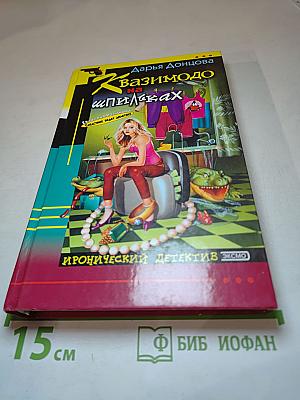 Дарья Донцова
Квазимодо
на
шпильках
ИРОНИЧЕСКИЙ ДЕТЕКТИВ
ЭКСМО
15 см
БИБ ИОФАН